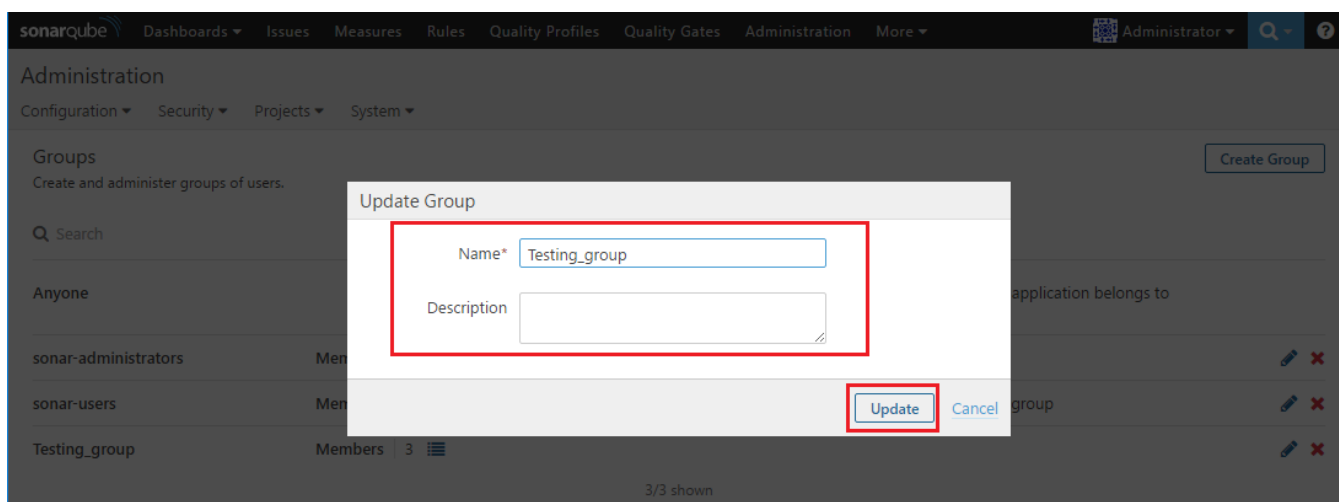 sonarqube Dashboards Issues Measures Rules Quality Profiles Quality Gates Administration More Administrator ?
Administration
Configuration Security Projects System
Groups
Create Group
Create and administer groups of users.
Update Group
Search
Name* Testing_group
Anyone application belongs to
Description
sonar-administrators Mem
sonar-users Mem group
Update Cancel
Testing_group Members 3
3/3 shown